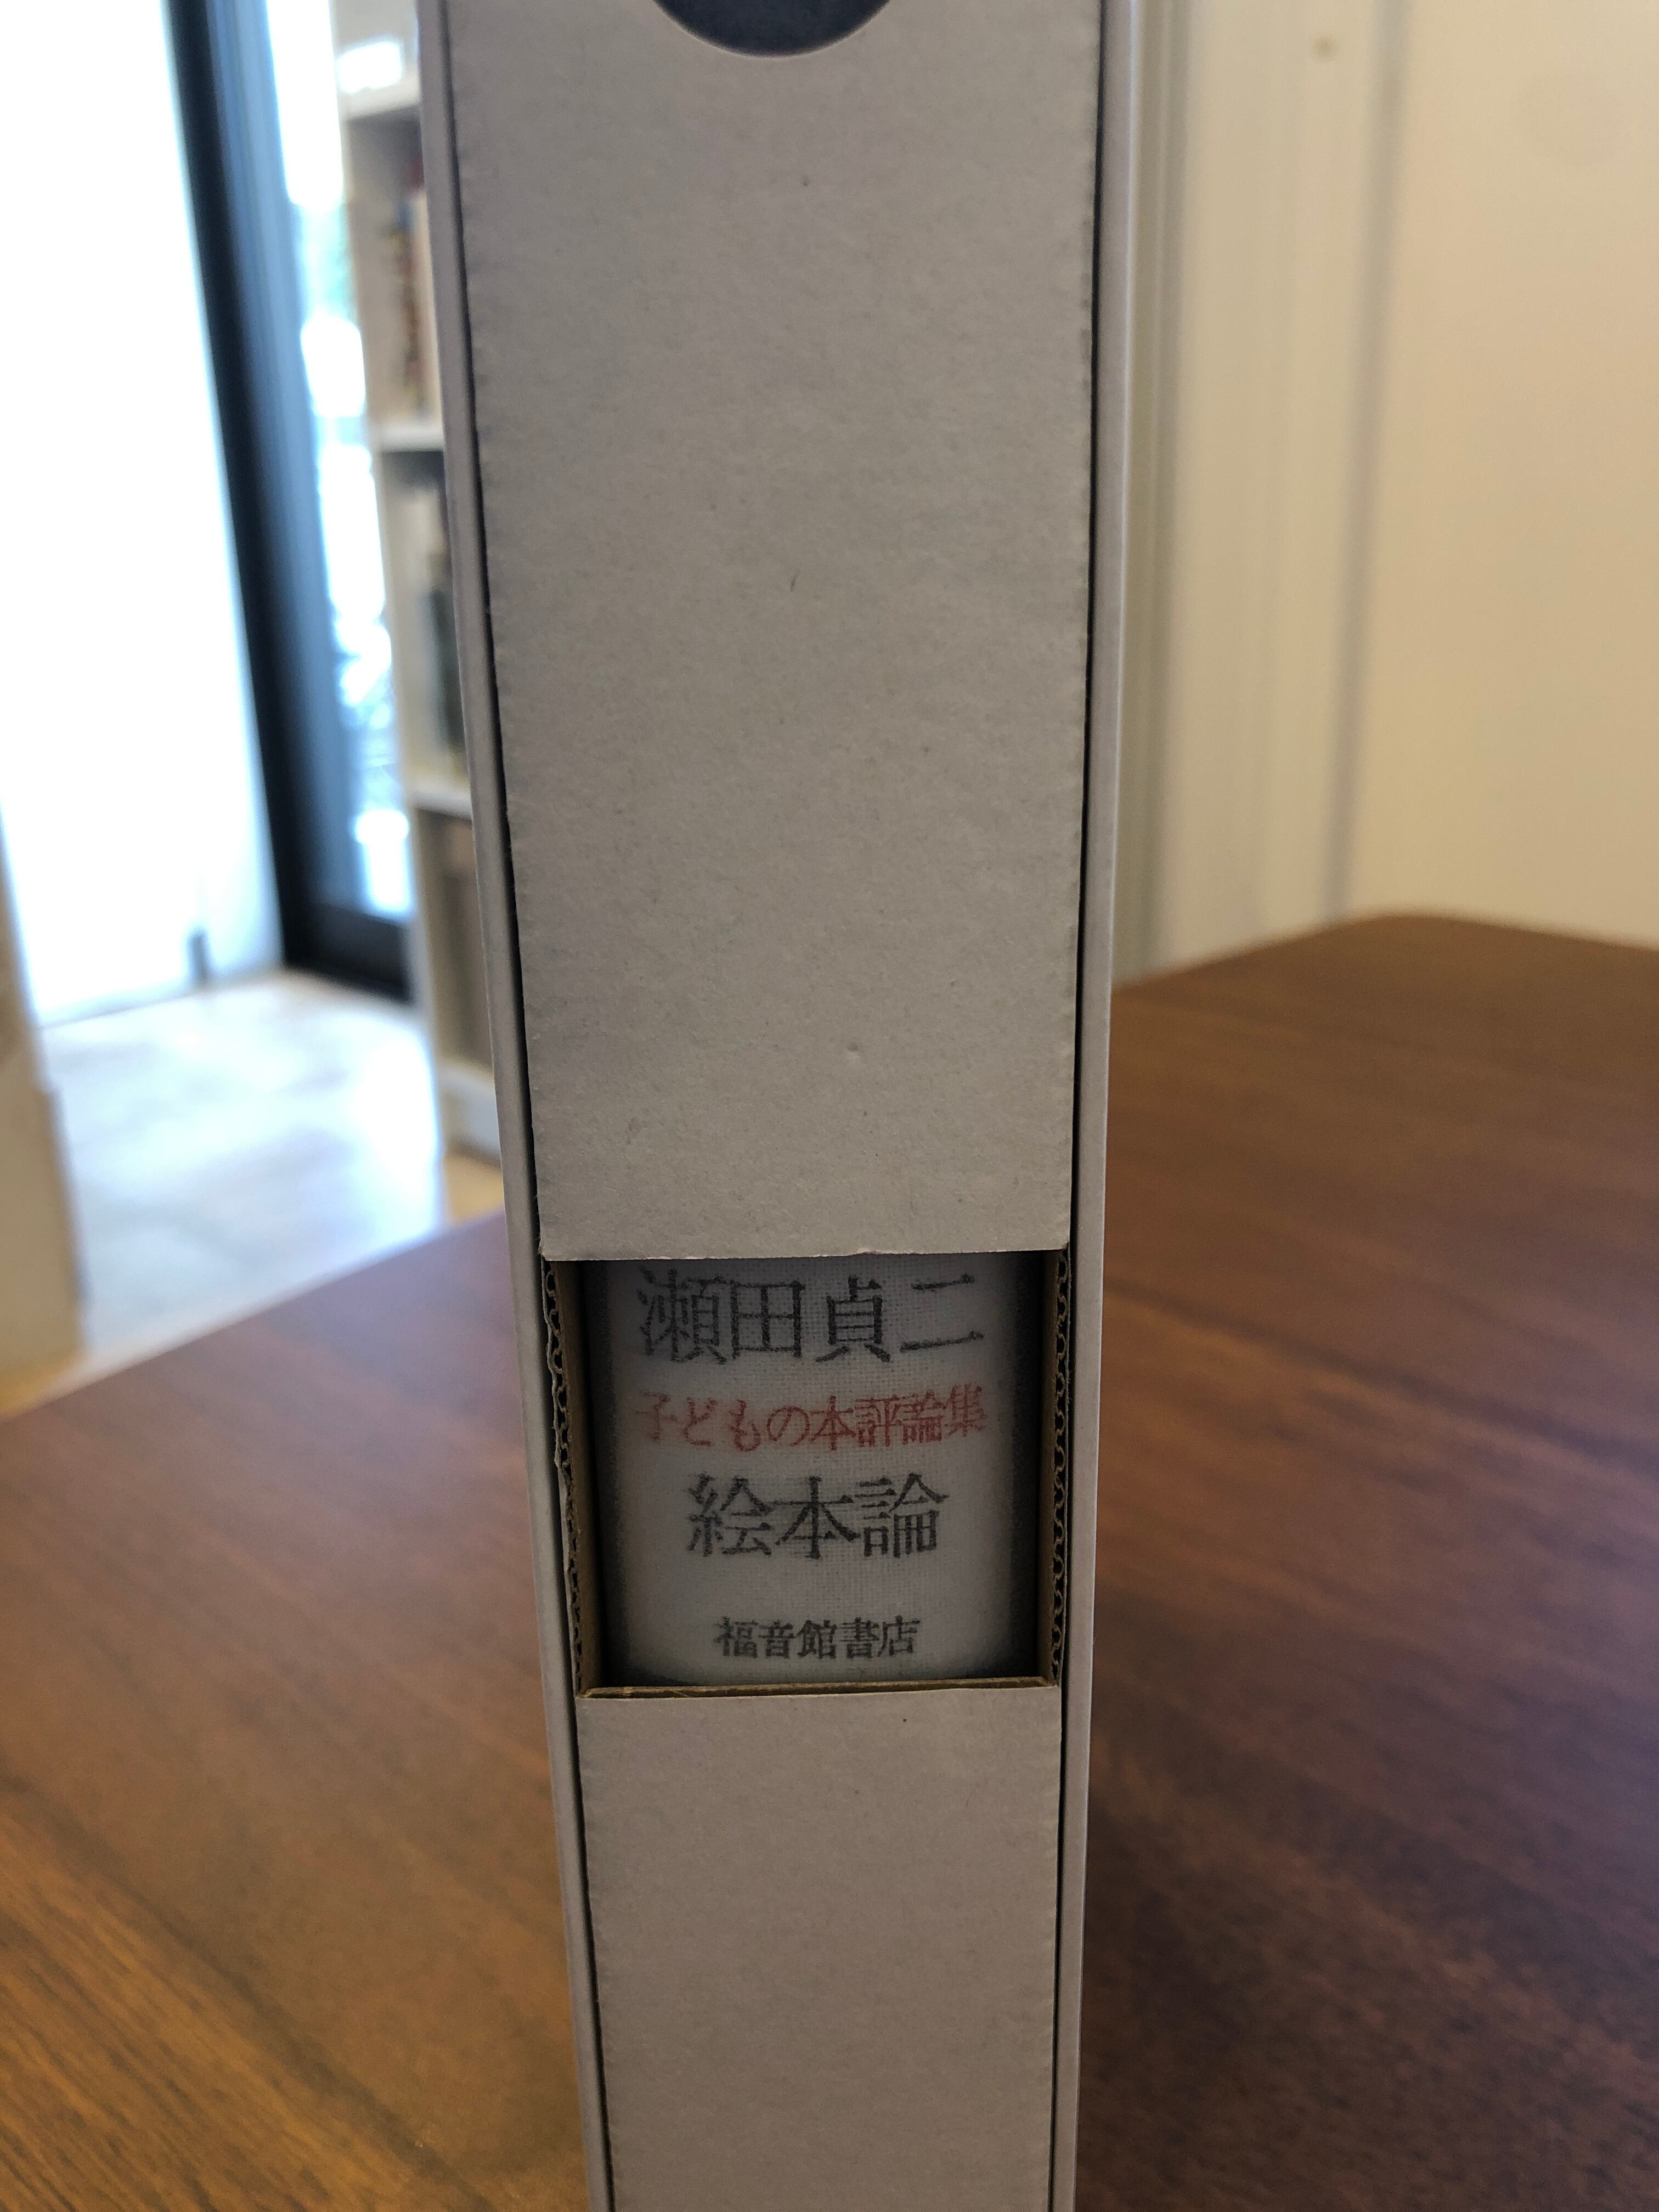 瀬田貞二
子どもの本評論集
絵本論
福音館書店